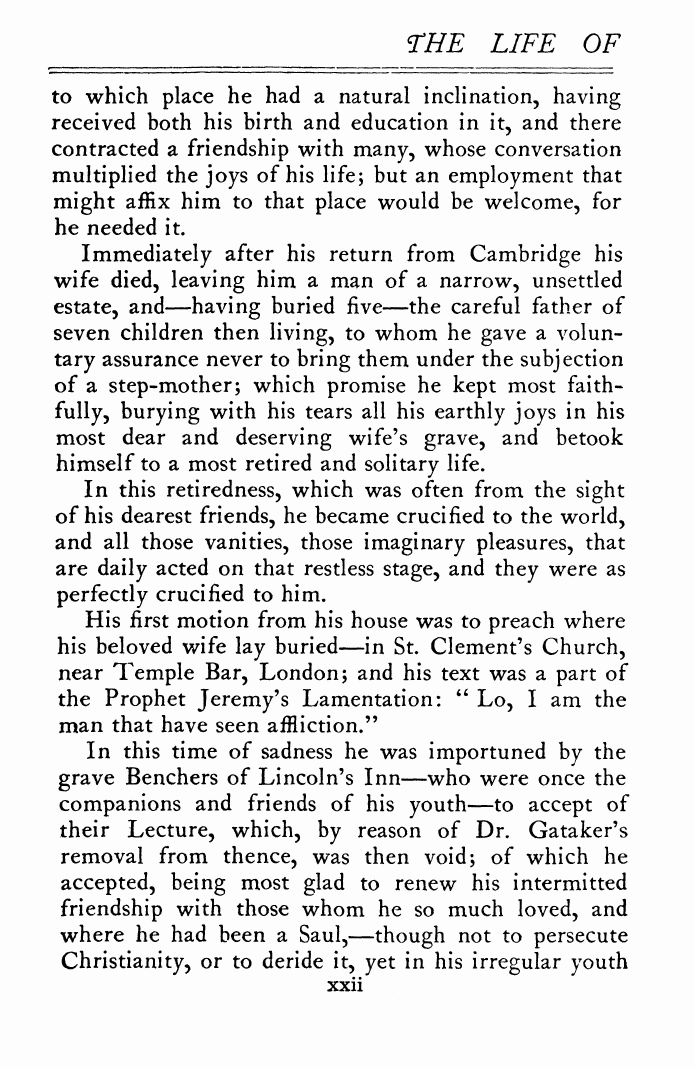 THE LIFE OF
to which place he had a natural inclination, having
received both his birth and education in it, and there
contracted a friendship with many, whose conversation
multiplied the joys of his life; but an employment that
might affix him to that place would be welcome, for
he needed it.
Immediately after his return from Cambridge his
wife died, leaving him a man of a narrow, unsettled
estate, and—having buried five—the careful father of
seven children then living, to whom he gave a volun-
tary assurance never to bring them under the subjection
of a step-mother; which promise he kept most faith-
fully, burying with his tears all his earthly joys in his
most dear and deserving wife's grave, and betook
himself to a most retired and solitary life.
In this retiredness, which was often from the sight
of his dearest friends, he became crucified to the world,
and all those vanities, those imaginary pleasures, that
are daily acted on that restless stage, and they were as
perfectly crucified to him.
His first motion from his house was to preach where
his beloved wife lay buried—in St. Clement's Church,
near Temple Bar, London; and his text was a part of
the Prophet Jeremy's Lamentation: “ Lo, I am the
man that have seen affliction.”
In this time of sadness he was importuned by the
grave Benchers of Lincoln's Inn—who were once the
companions and friends of his youth—to accept of
their Lecture, which, by reason of Dr. Gataker's
removal from thence, was then void; of which he
accepted, being most glad to renew his intermitted
friendship with those whom he so much loved, and
where he had been a Saul,—though not to persecute
Christianity, or to deride it, yet in his irregular youth
xxii